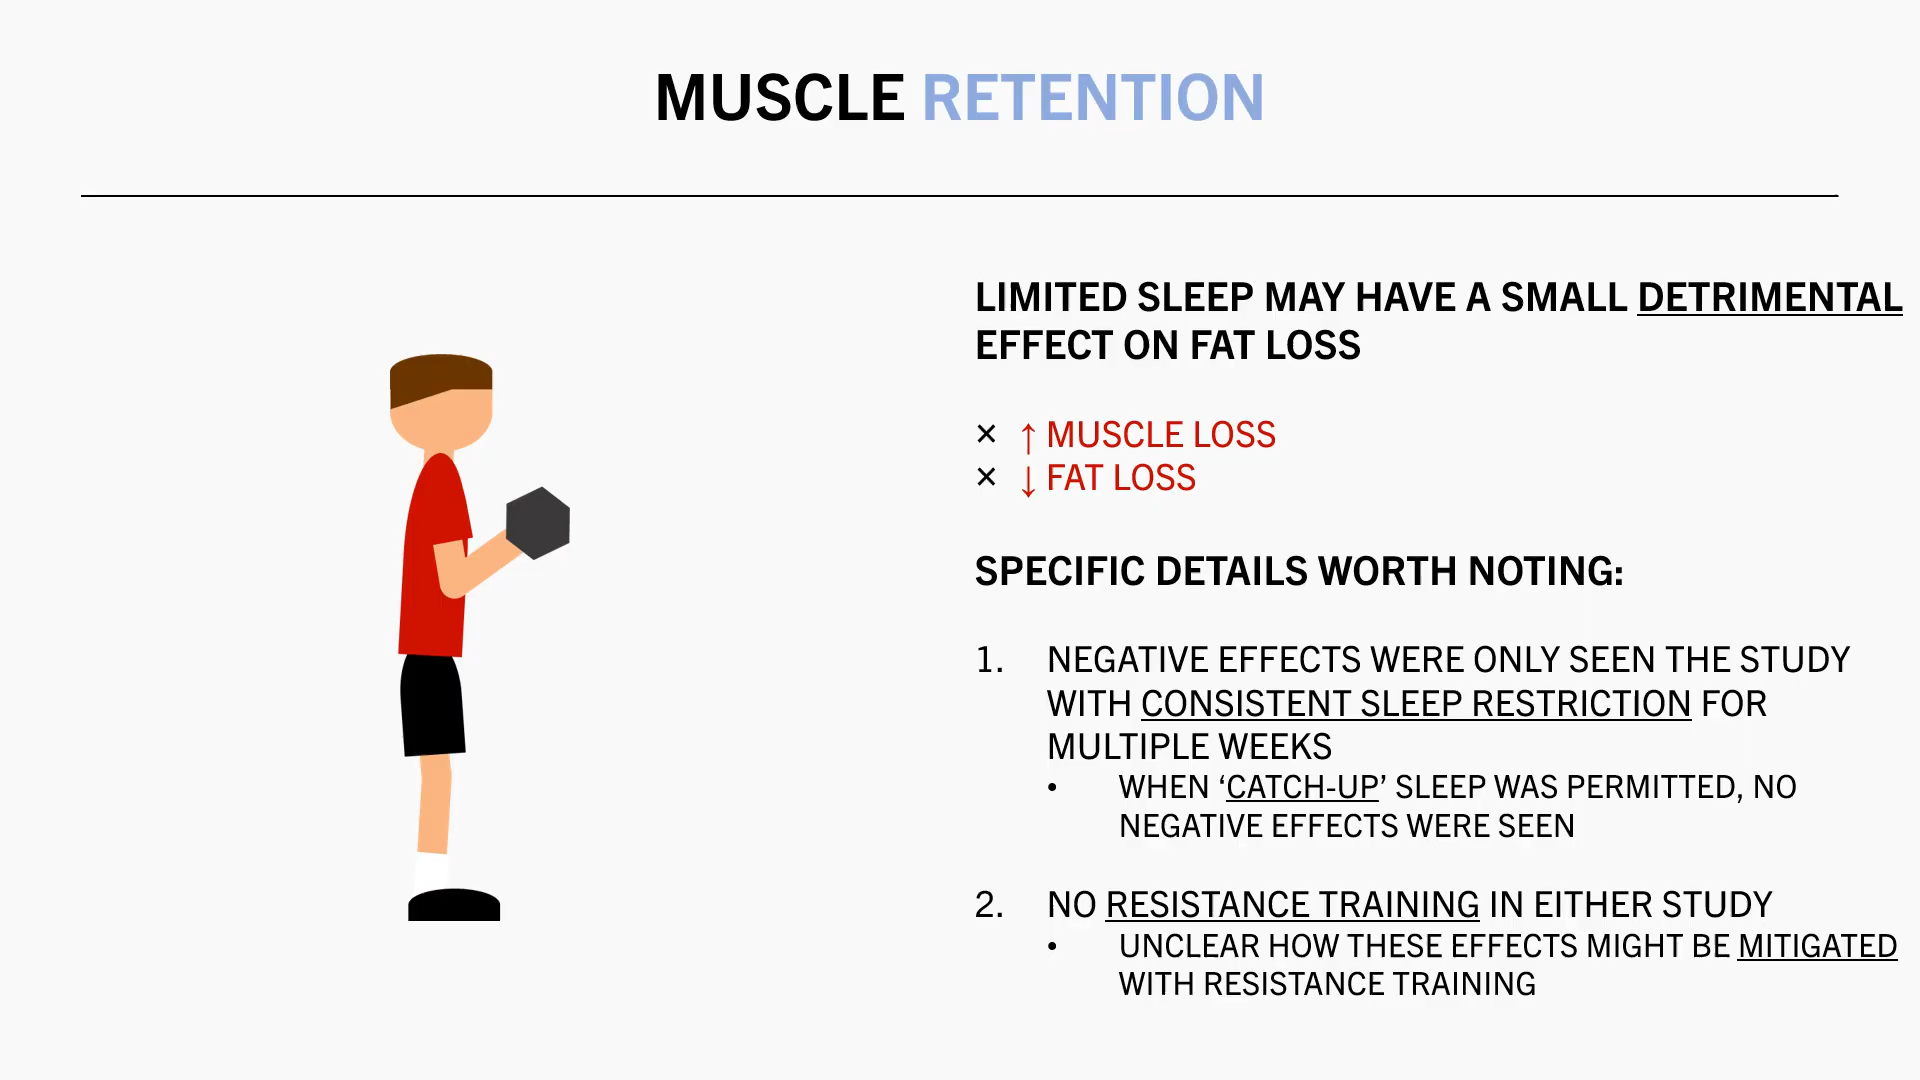 MUSCLE RETENTION
LIMITED SLEEP MAY HAVE A SMALL DETRIMENTAL
EFFECT ON FAT LOSS
× ↑ MUSCLE LOSS
× ↓ FAT LOSS
SPECIFIC DETAILS WORTH NOTING:
1. NEGATIVE EFFECTS WERE ONLY SEEN THE STUDY
WITH CONSISTENT SLEEP RESTRICTION FOR
MULTIPLE WEEKS
• WHEN ‘CATCH-UP’ SLEEP WAS PERMITTED, NO
NEGATIVE EFFECTS WERE SEEN
2. NO RESISTANCE TRAINING IN EITHER STUDY
• UNCLEAR HOW THESE EFFECTS MIGHT BE MITIGATED
WITH RESISTANCE TRAINING